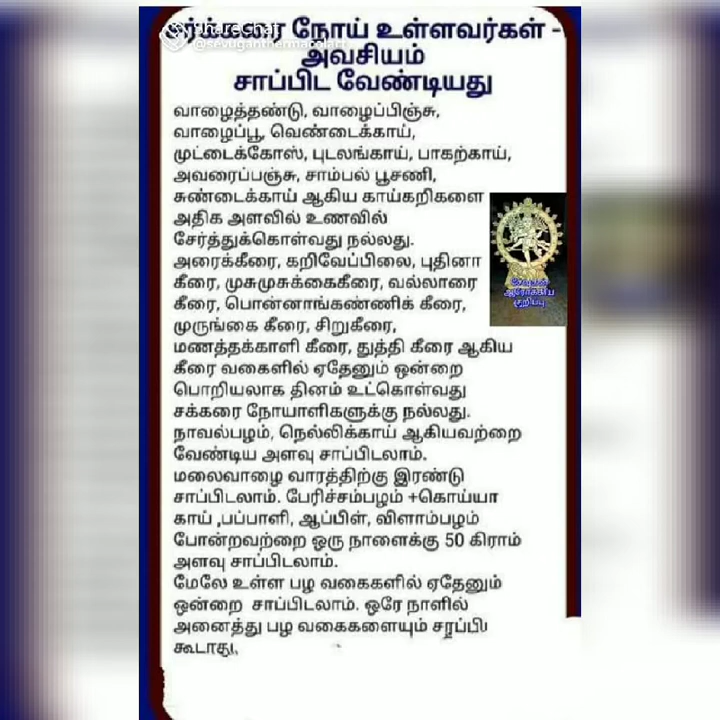 ShareChat
நோய் உள்ளவர்கள் -
அவசியம்
சாப்பிட வேண்டியது
வாழைத்தண்டு, வாழைப்பிஞ்சு,
வாழைப்பூ, வெண்டைக்காய்,
முட்டைக்கோஸ், புடலங்காய், பாகற்காய்,
அவரைப்பஞ்சு, சாம்பல் பூசணி,
சுண்டைக்காய் ஆகிய காய்கறிகளை
அதிக அளவில் உணவில்
சேர்த்துக்கொள்வது நல்லது.
அரைக்கீரை, கறிவேப்பிலை, புதினா
கீரை, முசுமுசுக்கைகீரை, வல்லாரை
கீரை, பொன்னாங்கண்ணிக் கீரை,
முருங்கை கீரை, சிறுகீரை,
மணத்தக்காளி கீரை, துத்தி கீரை ஆகிய
கீரை வகைளில் ஏதேனும் ஒன்றை
பொறியலாக தினம் உட்கொள்வது
சக்கரை நோயாளிகளுக்கு நல்லது.
நாவல்பழம், நெல்லிக்காய் ஆகியவற்றை
வேண்டிய அளவு சாப்பிடலாம்.
மலைவாழை வாரத்திற்கு இரண்டு
சாப்பிடலாம். பேரிச்சம்பழம் +கொய்யா
காய் ,பப்பாளி, ஆப்பிள், விளாம்பழம்
போன்றவற்றை ஒரு நாளைக்கு 50 கிராம்
அளவு சாப்பிடலாம்.
மேலே உள்ள பழ வகைகளில் ஏதேனும்
ஒன்றை சாப்பிடலாம். ஒரே நாளில்
அனைத்து பழ வகைகளையும்
கூடாது.
ஆரோக்கிய
குறிப்பு